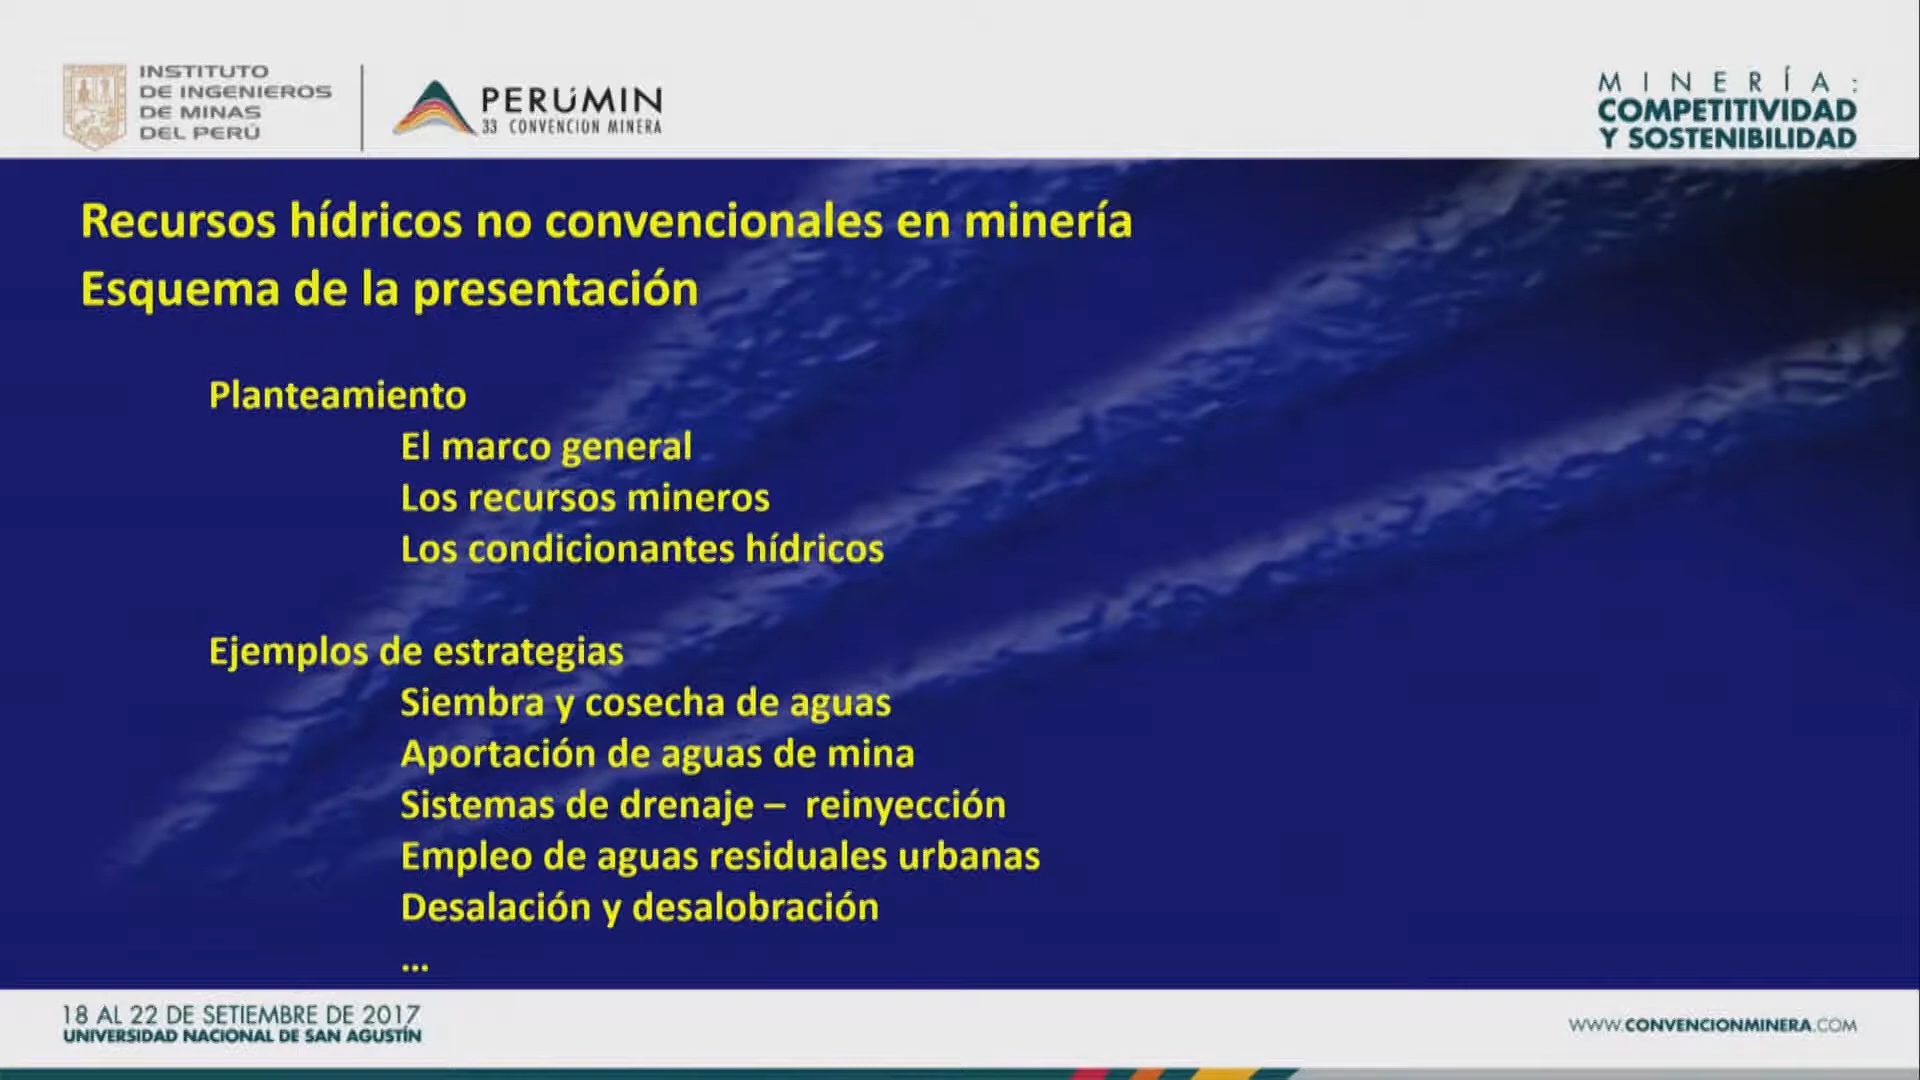 INSTITUTO
DE INGENIEROS
DE MINAS
DEL PERÚ
PERÚMIN
33 CONVENCIÓN MINERA
MINERÍA:
COMPETITIVIDAD
Y SOSTENIBILIDAD
Recursos hídricos no convencionales en minería
Esquema de la presentación
Planteamiento
El marco general
Los recursos mineros
Los condicionantes hídricos
Ejemplos de estrategias
Siembra y cosecha de aguas
Aportación de aguas de mina
Sistemas de drenaje – reinyección
Empleo de aguas residuales urbanas
Desalación y desalobración
...
18 AL 22 DE SETIEMBRE DE 2017
UNIVERSIDAD NACIONAL DE SAN AGUSTÍN
WWW.CONVENCIONMINERA.COM